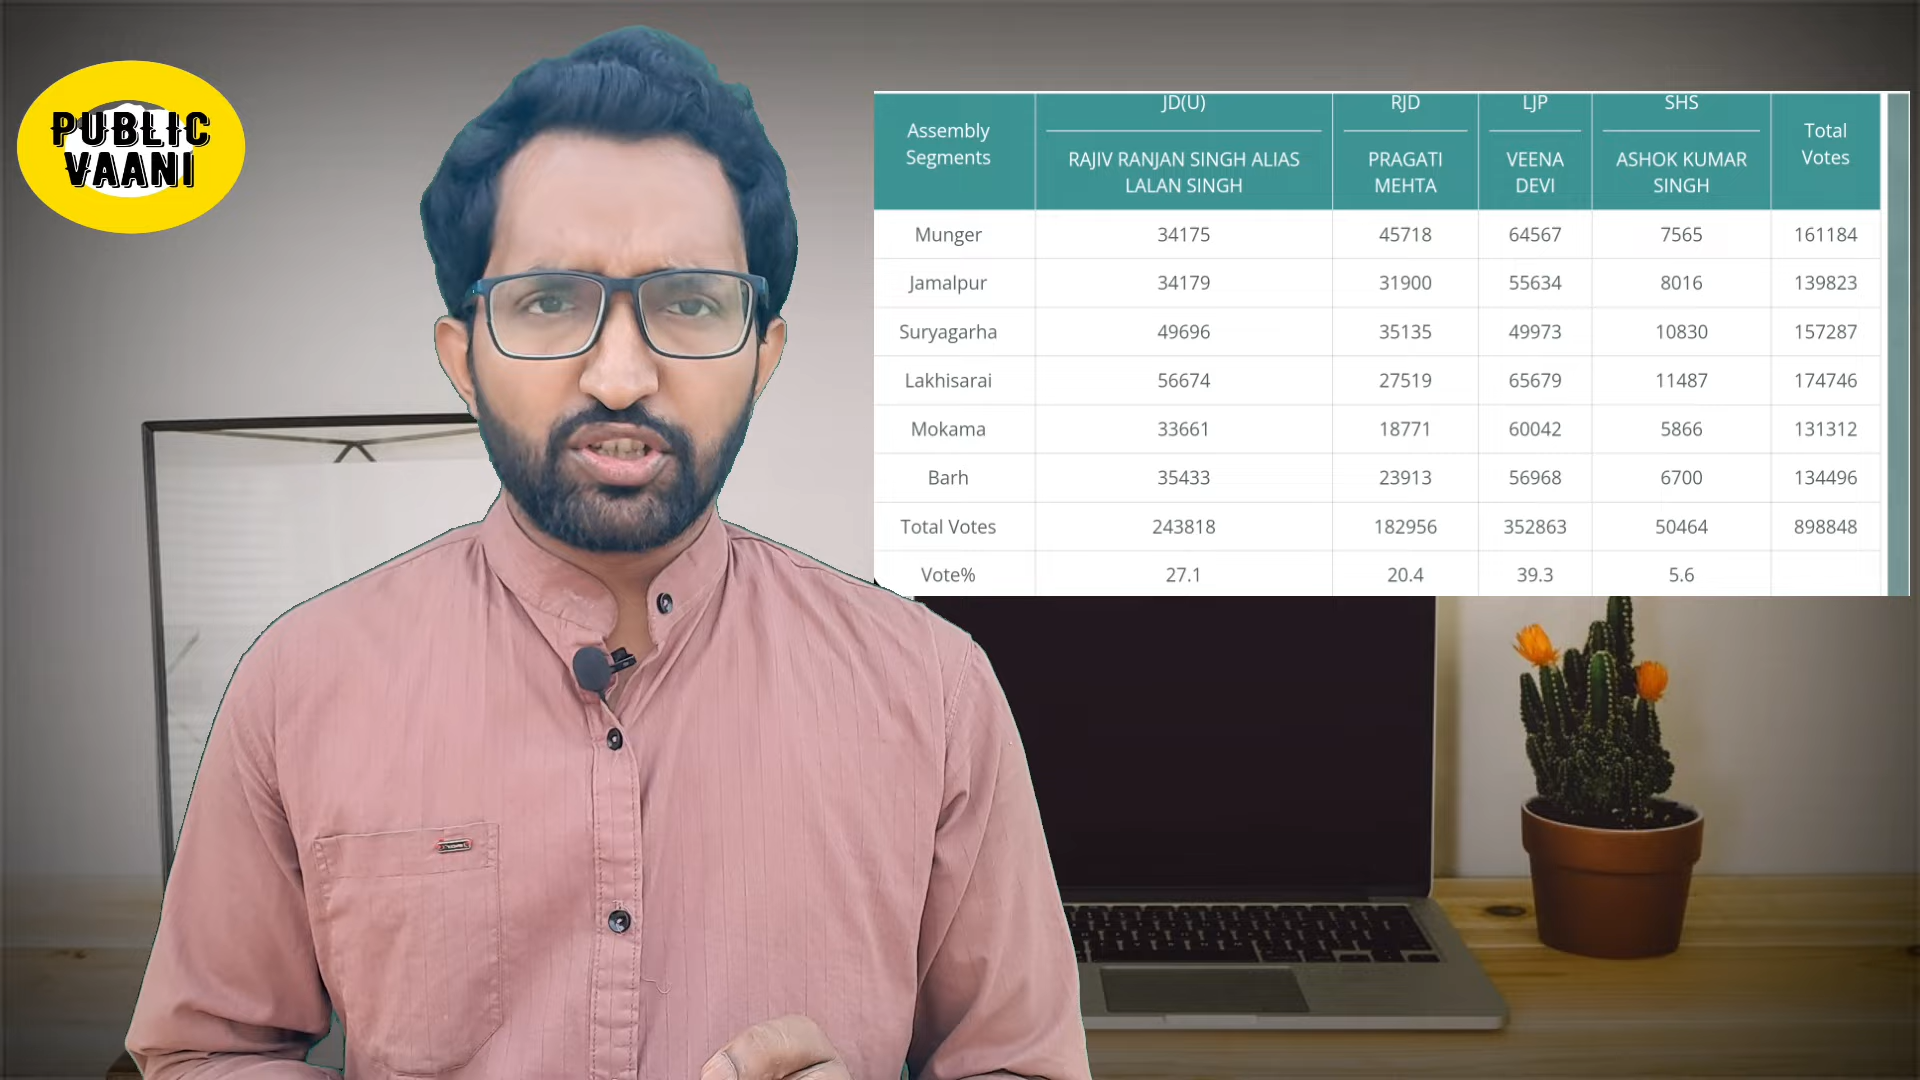 PUBLIC
VAANI
Assembly Segments JD(U) RJD LJP SHS Total Votes
RAJIV RANJAN SINGH ALIAS LALAN SINGH PRAGATI MEHTA VEENA DEVI ASHOK KUMAR SINGH
Munger 34175 45718 64567 7565 161184
Jamalpur 34179 31900 55634 8016 139823
Suryagarha 49696 35135 49973 10830 157287
Lakhisarai 56674 27519 65679 11487 174746
Mokama 33661 18771 60042 5866 131312
Barh 35433 23913 56968 6700 134496
Total Votes 243818 182956 352863 50464 898848
Vote% 27.1 20.4 39.3 5.6